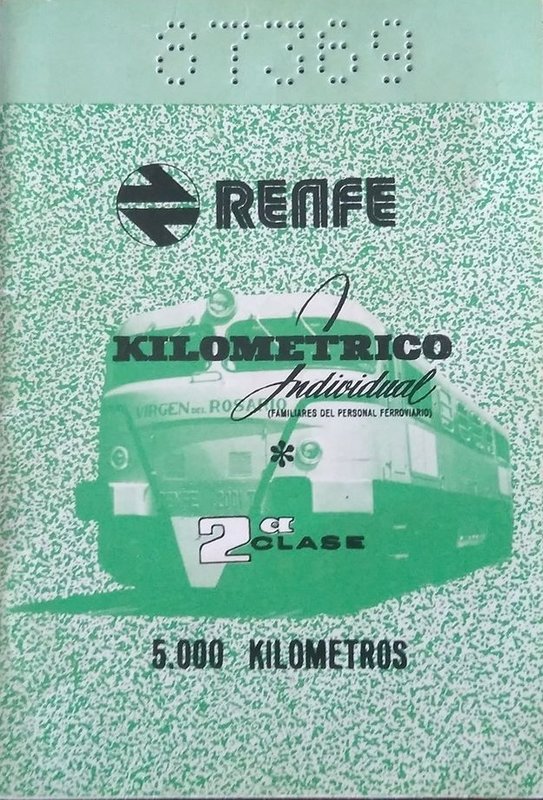 87369
RENFE
KILOMETRICO
Individual
VIRGEN DEL ROSARIO
(FAMILIARES DEL PERSONAL FERROVIARIO)
*
2ª CLASE
5.000 KILOMETROS